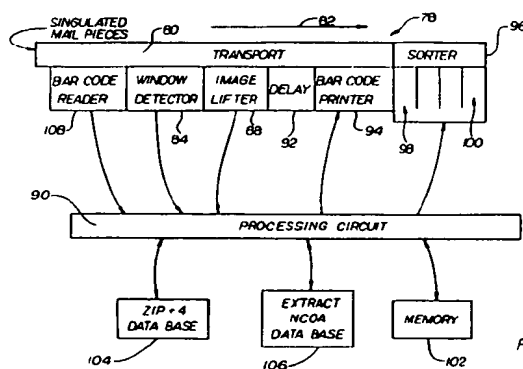 SINGULATED
MAIL PIECES
80
82
78
96
TRANSPORT
SORTER
BAR CODE
READER
WINDOW
DETECTOR
IMAGE
LIFTER
DELAY
BAR CODE
PRINTER
108
84
88
92
94
98
100
90
PROCESSING CIRCUIT
ZIP + 4
DATA BASE
EXTRACT
NCOA
DATA BASE
MEMORY
104
106
102
F